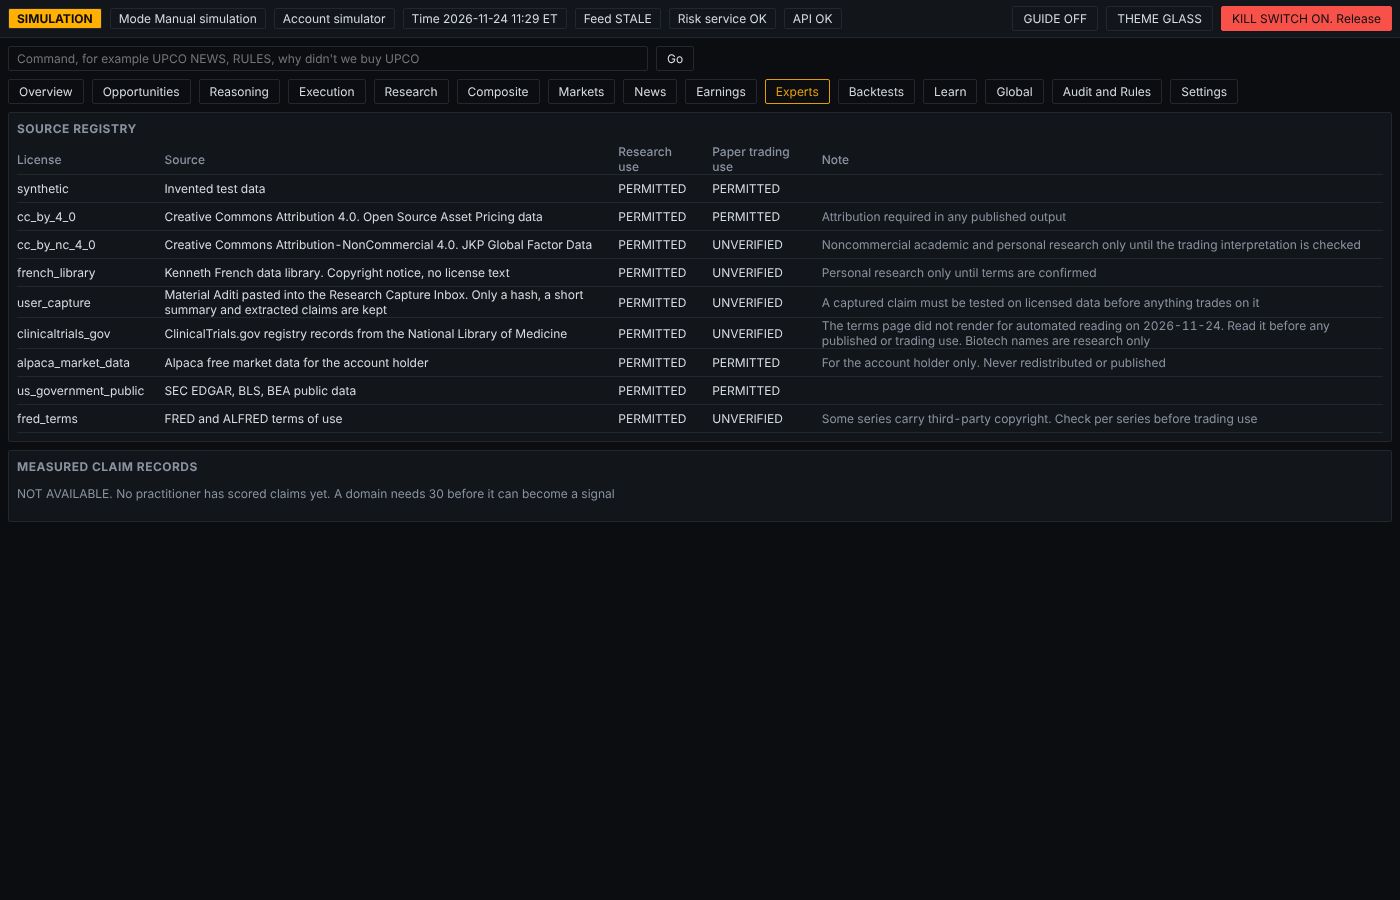 SIMULATION Mode Manual simulation Account simulator Time 2026-11-24 11:29 ET Feed STALE Risk service OK API OK GUIDE OFF THEME GLASS KILL SWITCH ON. Release
Command, for example UPCO NEWS, RULES, why didn't we buy UPCO Go
Overview Opportunities Reasoning Execution Research Composite Markets News Earnings Experts Backtests Learn Global Audit and Rules Settings
SOURCE REGISTRY
License Source Research use Paper trading use Note
synthetic Invented test data PERMITTED PERMITTED
cc_by_4_0 Creative Commons Attribution 4.0. Open Source Asset Pricing data PERMITTED PERMITTED Attribution required in any published output
cc_by_nc_4_0 Creative Commons Attribution-NonCommercial 4.0. JKP Global Factor Data PERMITTED UNVERIFIED Noncommercial academic and personal research only until the trading interpretation is checked
french_library Kenneth French data library. Copyright notice, no license text PERMITTED UNVERIFIED Personal research only until terms are confirmed
user_capture Material Aditi pasted into the Research Capture Inbox. Only a hash, a short
summary and extracted claims are kept PERMITTED UNVERIFIED A captured claim must be tested on licensed data before anything trades on it
clinicaltrials_gov ClinicalTrials.gov registry records from the National Library of Medicine PERMITTED UNVERIFIED The terms page did not render for automated reading on 2026-11-24. Read it before any
published or trading use. Biotech names are research only
alpaca_market_data Alpaca free market data for the account holder PERMITTED PERMITTED For the account holder only. Never redistributed or published
us_government_public SEC EDGAR, BLS, BEA public data PERMITTED PERMITTED
fred_terms FRED and ALFRED terms of use PERMITTED UNVERIFIED Some series carry third-party copyright. Check per series before trading use
MEASURED CLAIM RECORDS
NOT AVAILABLE. No practitioner has scored claims yet. A domain needs 30 before it can become a signal